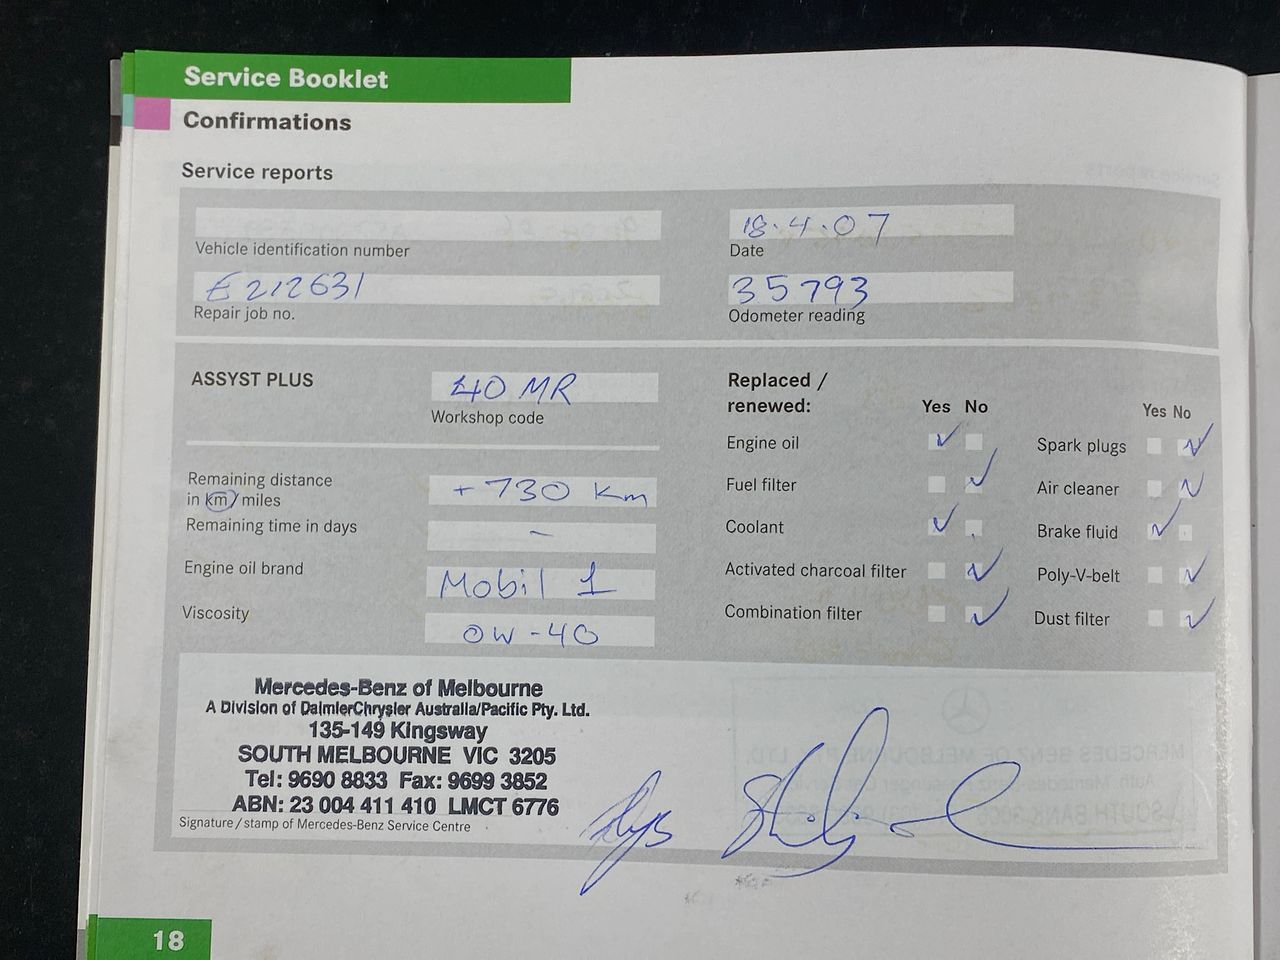 Service Booklet
Confirmations
Service reports
18.4.07
Vehicle identification number
Date
E212631
35793
Repair job no.
Odometer reading
ASSYST PLUS
40 MR
Workshop code
Replaced /
renewed:
Yes No
Yes No
Engine oil
Spark plugs
Remaining distance
in km/miles
+730 Km
Fuel filter
Air cleaner
Remaining time in days
-
Coolant
Brake fluid
Engine oil brand
Mobil 1
Activated charcoal filter
Poly-V-belt
Viscosity
0W-40
Combination filter
Dust filter
Mercedes-Benz of Melbourne
A Division of DaimlerChrysler Australia/Pacific Pty. Ltd.
135-149 Kingsway
SOUTH MELBOURNE VIC 3205
Tel: 9690 8833 Fax: 9699 3852
ABN: 23 004 411 410 LMCT 6776
Signature/stamp of Mercedes-Benz Service Centre
18